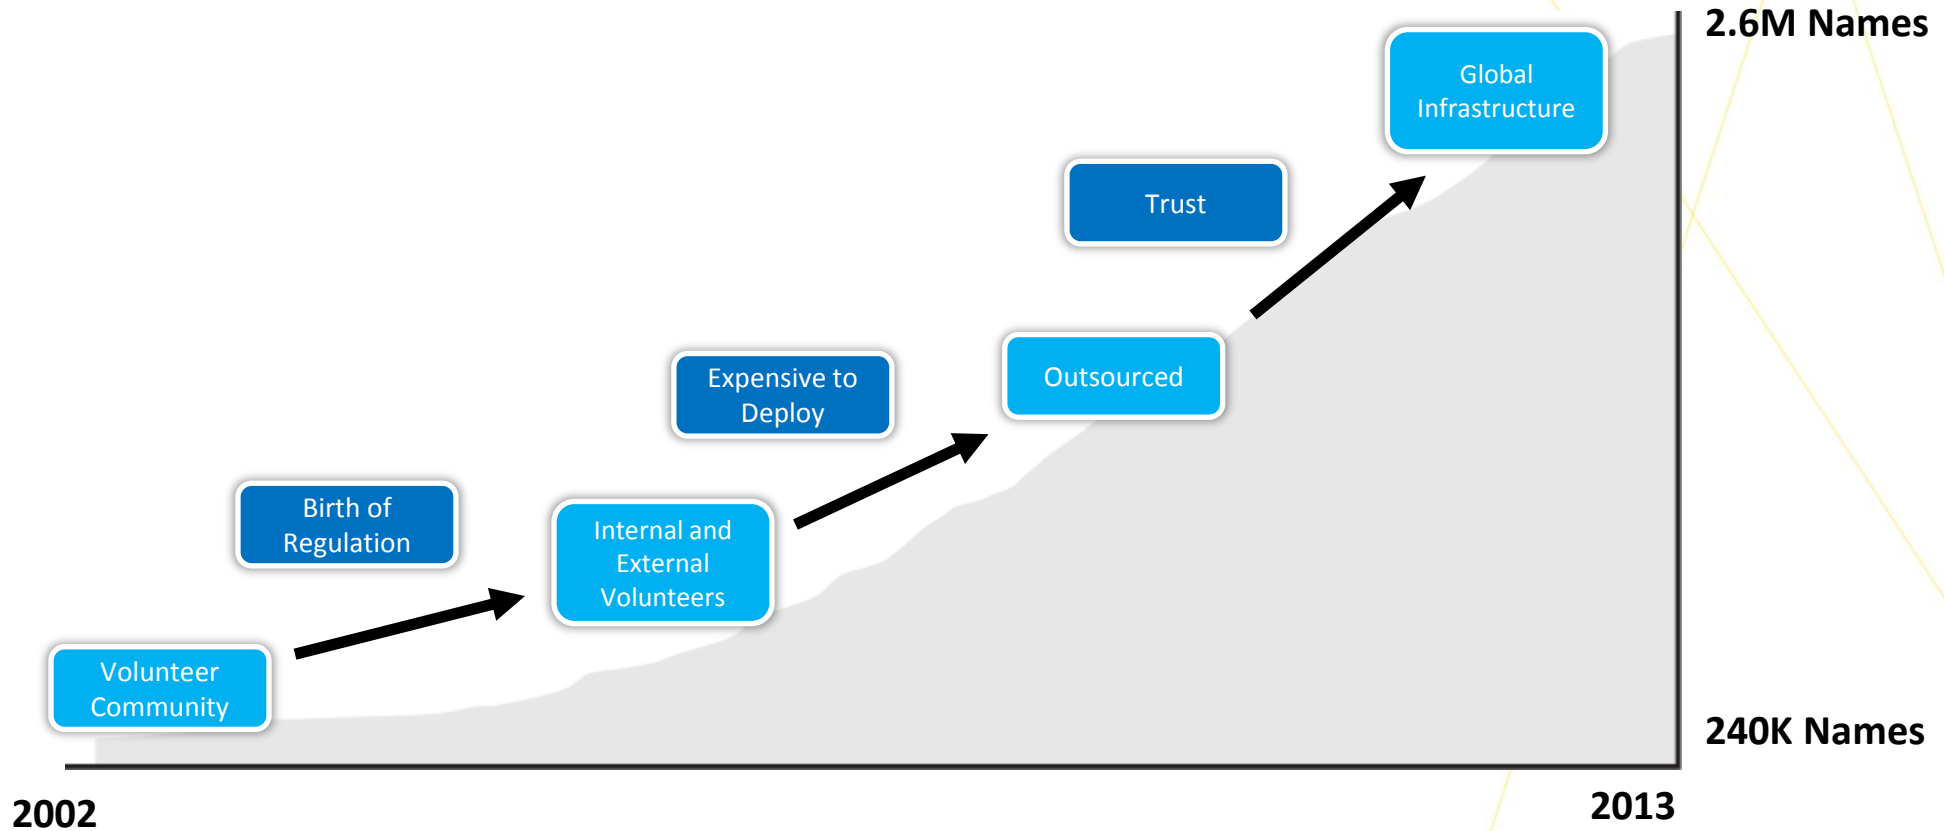 2.6M Names
Global
Infrastructure
Trust
Outsourced
Expensive to
Deploy
Birth of
Regulation
Internal and
External
Volunteers
Volunteer
Community
240K Names
2002
2013